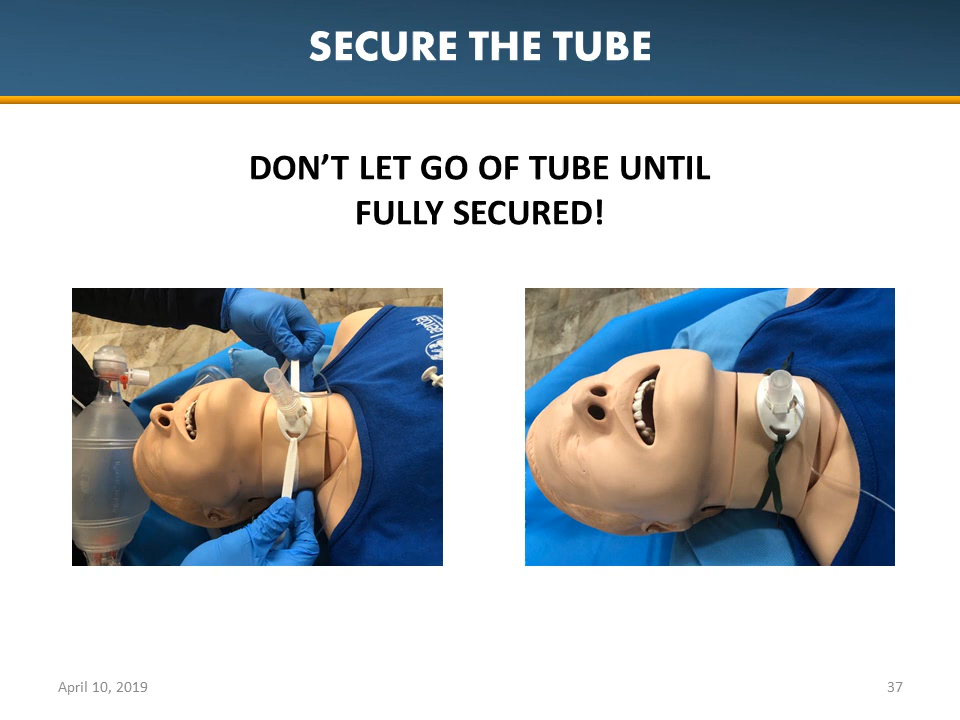 SECURE THE TUBE
DON’T LET GO OF TUBE UNTIL
FULLY SECURED!
April 10, 2019
37